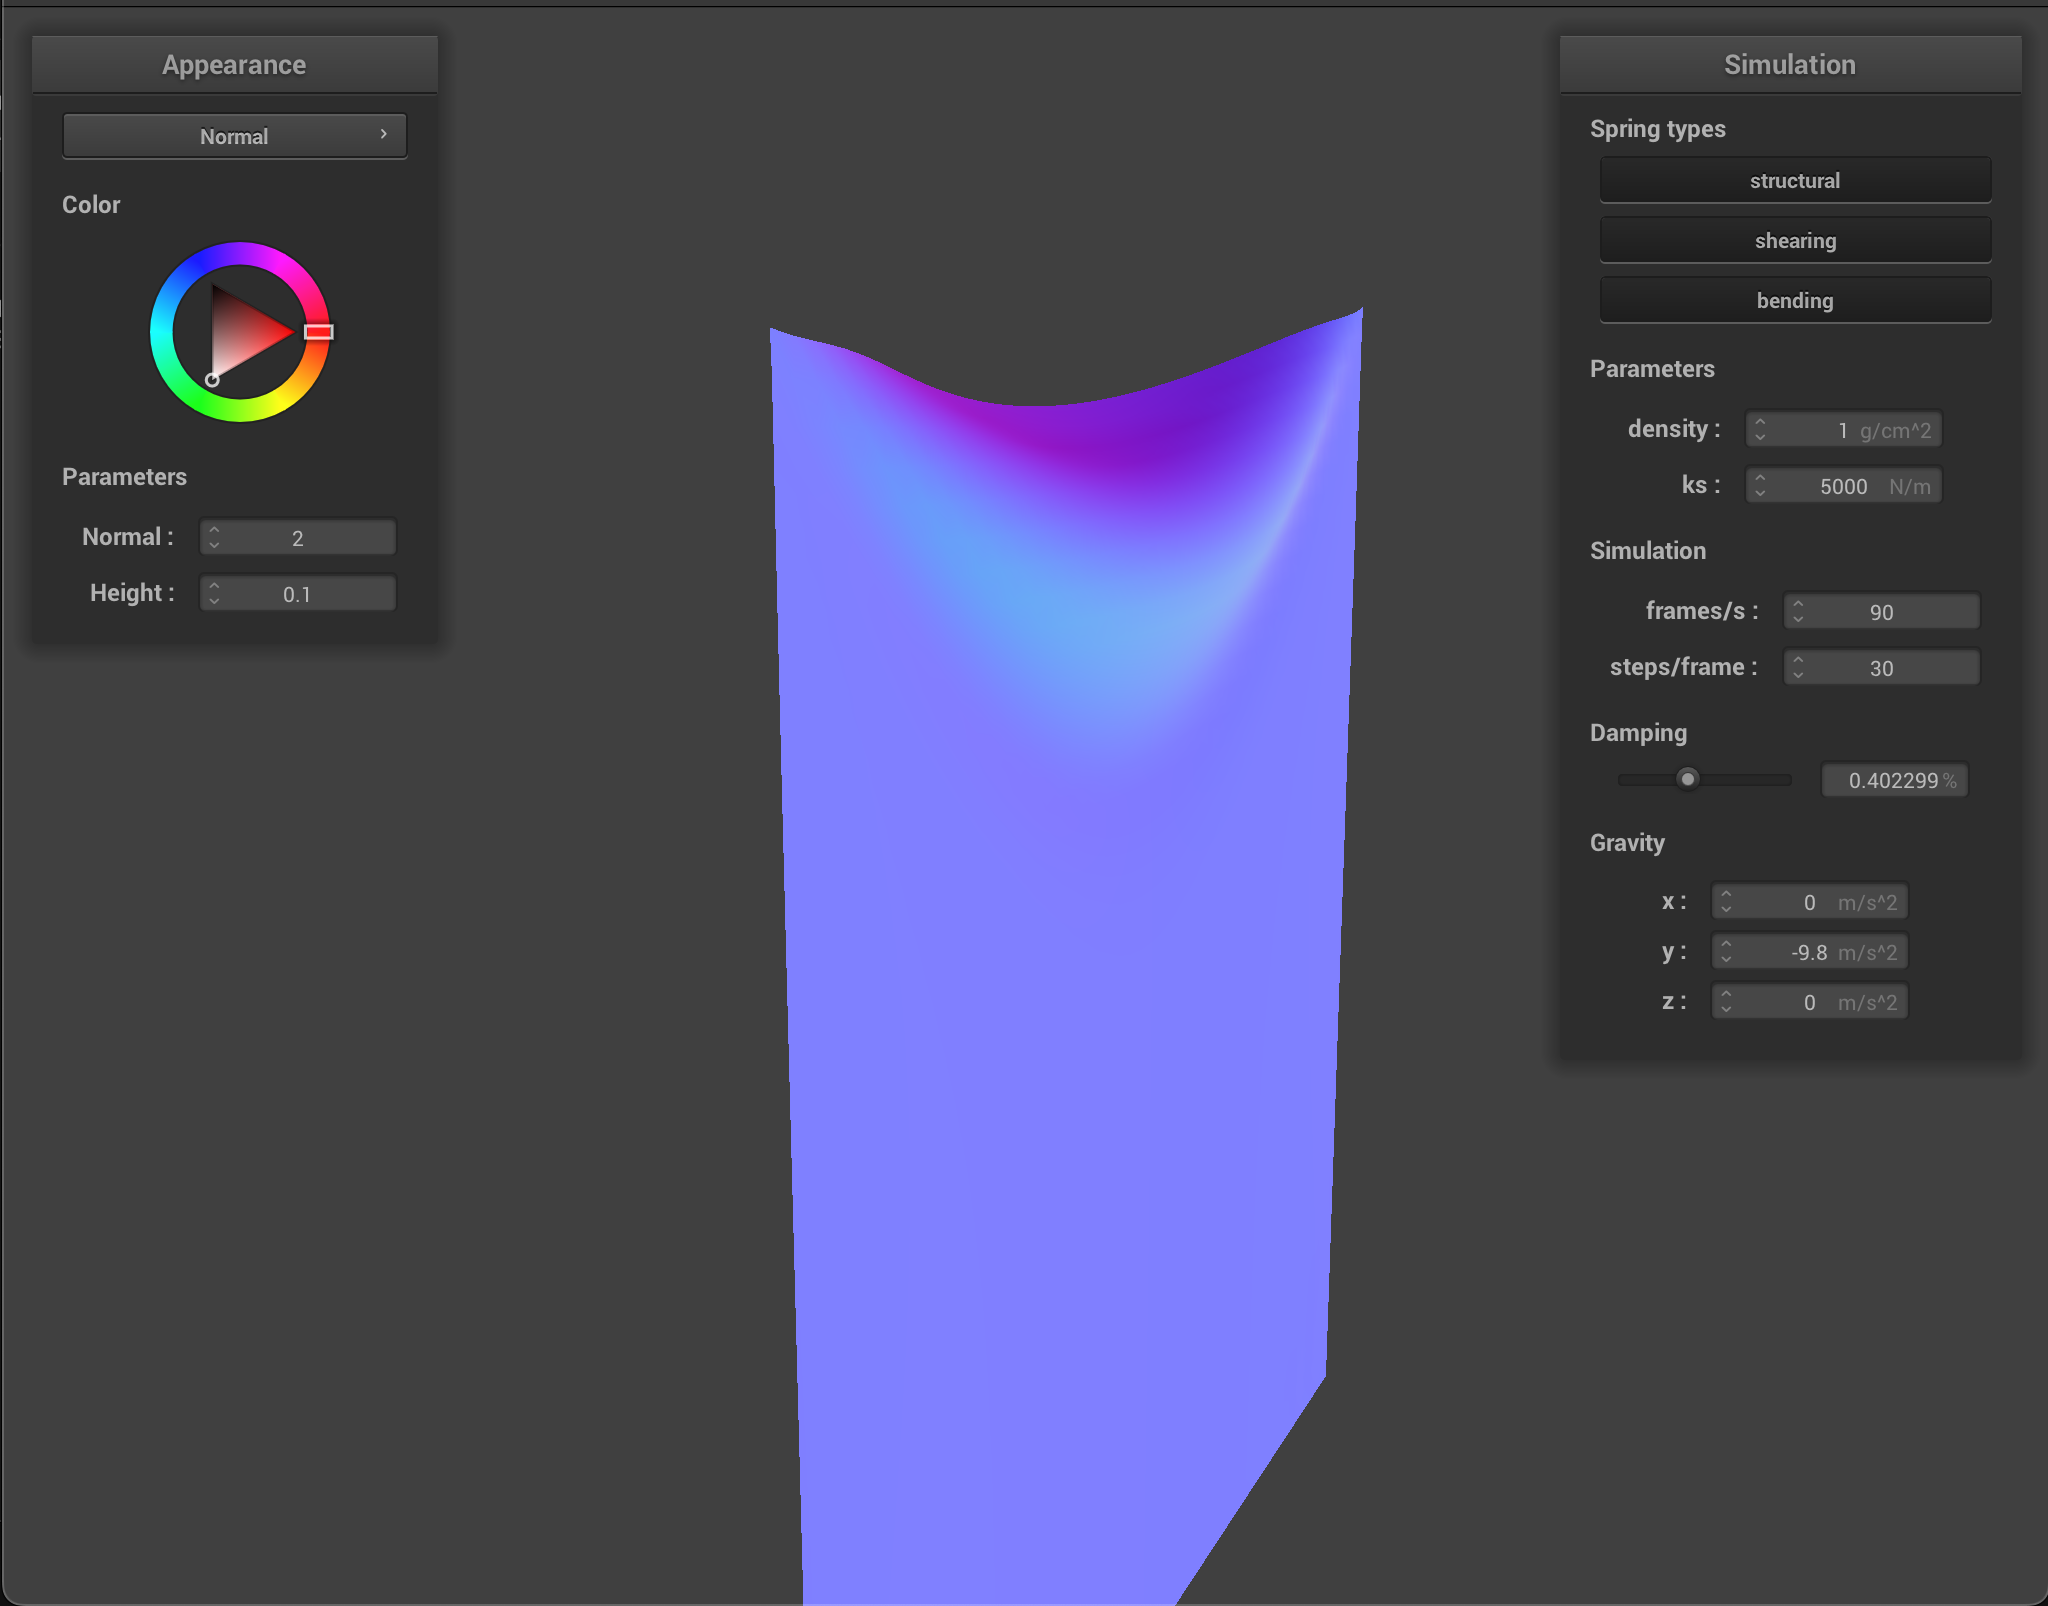 Appearance
Normal
Color
Parameters
Normal : 2
Height : 0.1
Simulation
Spring types
structural
shearing
bending
Parameters
density : 1 g/cm^2
ks : 5000 N/m
Simulation
frames/s : 90
steps/frame : 30
Damping
0.402299 %
Gravity
x : 0 m/s^2
y : -9.8 m/s^2
z : 0 m/s^2